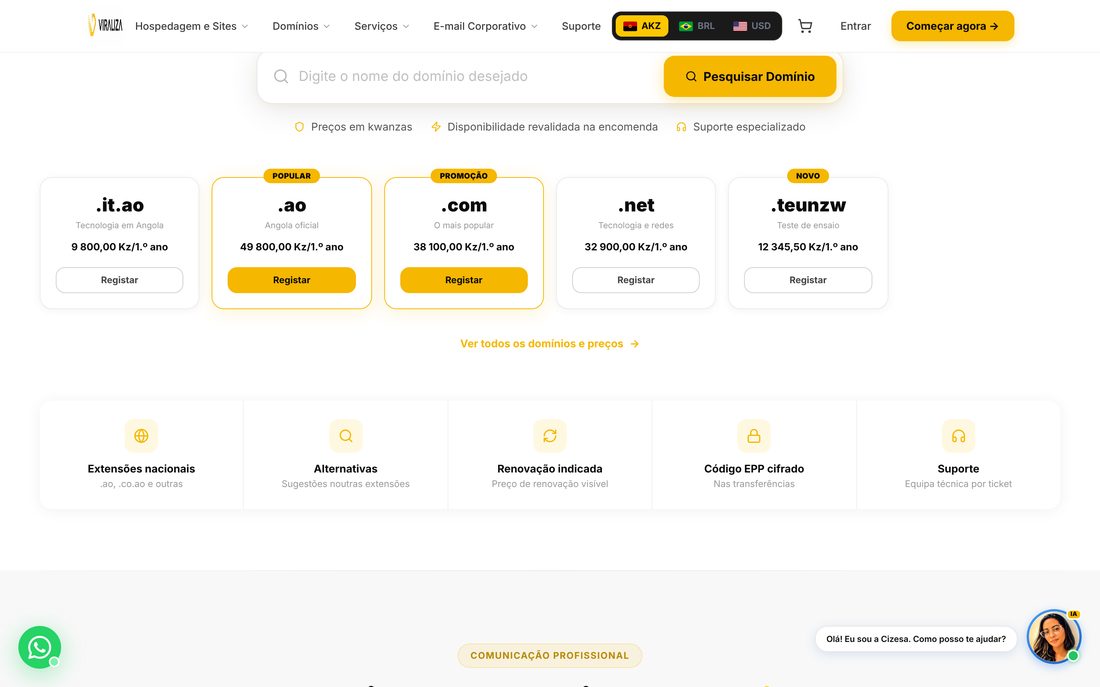 VIRALIZA
Hospedagem e Sites
Domínios
Serviços
E-mail Corporativo
Suporte
AKZ
BRL
USD
Entrar
Começar agora →
Digite o nome do domínio desejado
Pesquisar Domínio
Preços em kwanzas
Disponibilidade revalidada na encomenda
Suporte especializado
.it.ao
Tecnologia em Angola
9 800,00 Kz/1.º ano
Registar
POPULAR
.ao
Angola oficial
49 800,00 Kz/1.º ano
Registar
PROMOÇÃO
.com
O mais popular
38 100,00 Kz/1.º ano
Registar
.net
Tecnologia e redes
32 900,00 Kz/1.º ano
Registar
NOVO
.teunzw
Teste de ensaio
12 345,50 Kz/1.º ano
Registar
Ver todos os domínios e preços →
Extensões nacionais
.ao, .co.ao e outras
Alternativas
Sugestões noutras extensões
Renovação indicada
Preço de renovação visível
Código EPP cifrado
Nas transferências
Suporte
Equipa técnica por ticket
Olá! Eu sou a Cizesa. Como posso te ajudar?
IA
COMUNICAÇÃO PROFISSIONAL